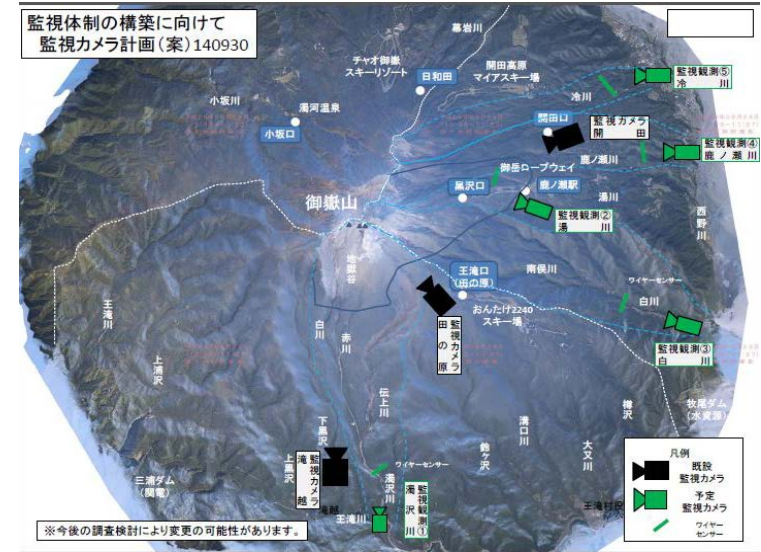 監視体制の構築に向けて
監視カメラ計画(案)140930
幕岩川
チャオ御嶽
スキーリゾート
日和田
開田高原
マイアスキー場
冷川
監視観測⑤
冷川
小坂川
濁河温泉
小坂口
開田口
監視カメラ
開田
監視観測④
鹿ノ瀬川
鹿ノ瀬川
御岳ロープウェイ
鹿ノ瀬駅
黒沢口
湯川
監視観測②
湯川
西野川
御嶽山
地獄谷
王滝口
(田の原)
南俣川
ワイヤーセンサー
白川
おんたけ2240
スキー場
監視カメラ
田の原
監視観測③
白川
王滝川
白川
赤川
上浦沢
伝上川
樽沢
牧尾ダム
(水資源)
溝口川
大又川
鈴ヶ沢
下黒沢
上黒沢
監視カメラ
滝越
ワイヤーセンサー
濁沢川
監視観測①
濁沢川
三浦ダム
(関電)
滝越
王滝川
王滝村役
凡例
既設
監視カメラ
予定
監視カメラ
ワイヤー
センサー
※今後の調査検討により変更の可能性があります。